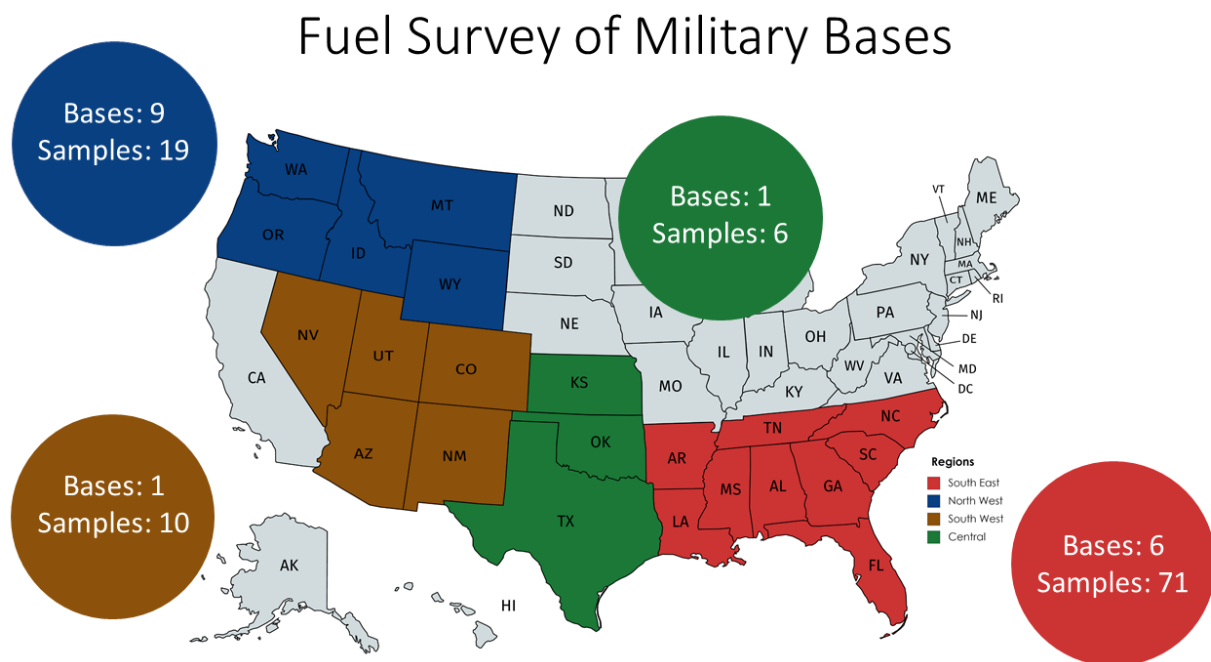 Fuel Survey of Military Bases
Bases: 9
Samples: 19
Bases: 1
Samples: 6
WA
MT
ND
VT
ME
OR
ID
SD
NY
NH
MA
WY
CT
RI
IA
PA
NJ
NE
NV
UT
CO
IL
IN
OH
DE
WV
MD
CA
KS
MO
KY
VA
DC
AZ
NM
OK
AR
TN
NC
SC
MS
AL
GA
TX
LA
FL
AK
HI
Regions
South East
North West
South West
Central
Bases: 1
Samples: 10
Bases: 6
Samples: 71